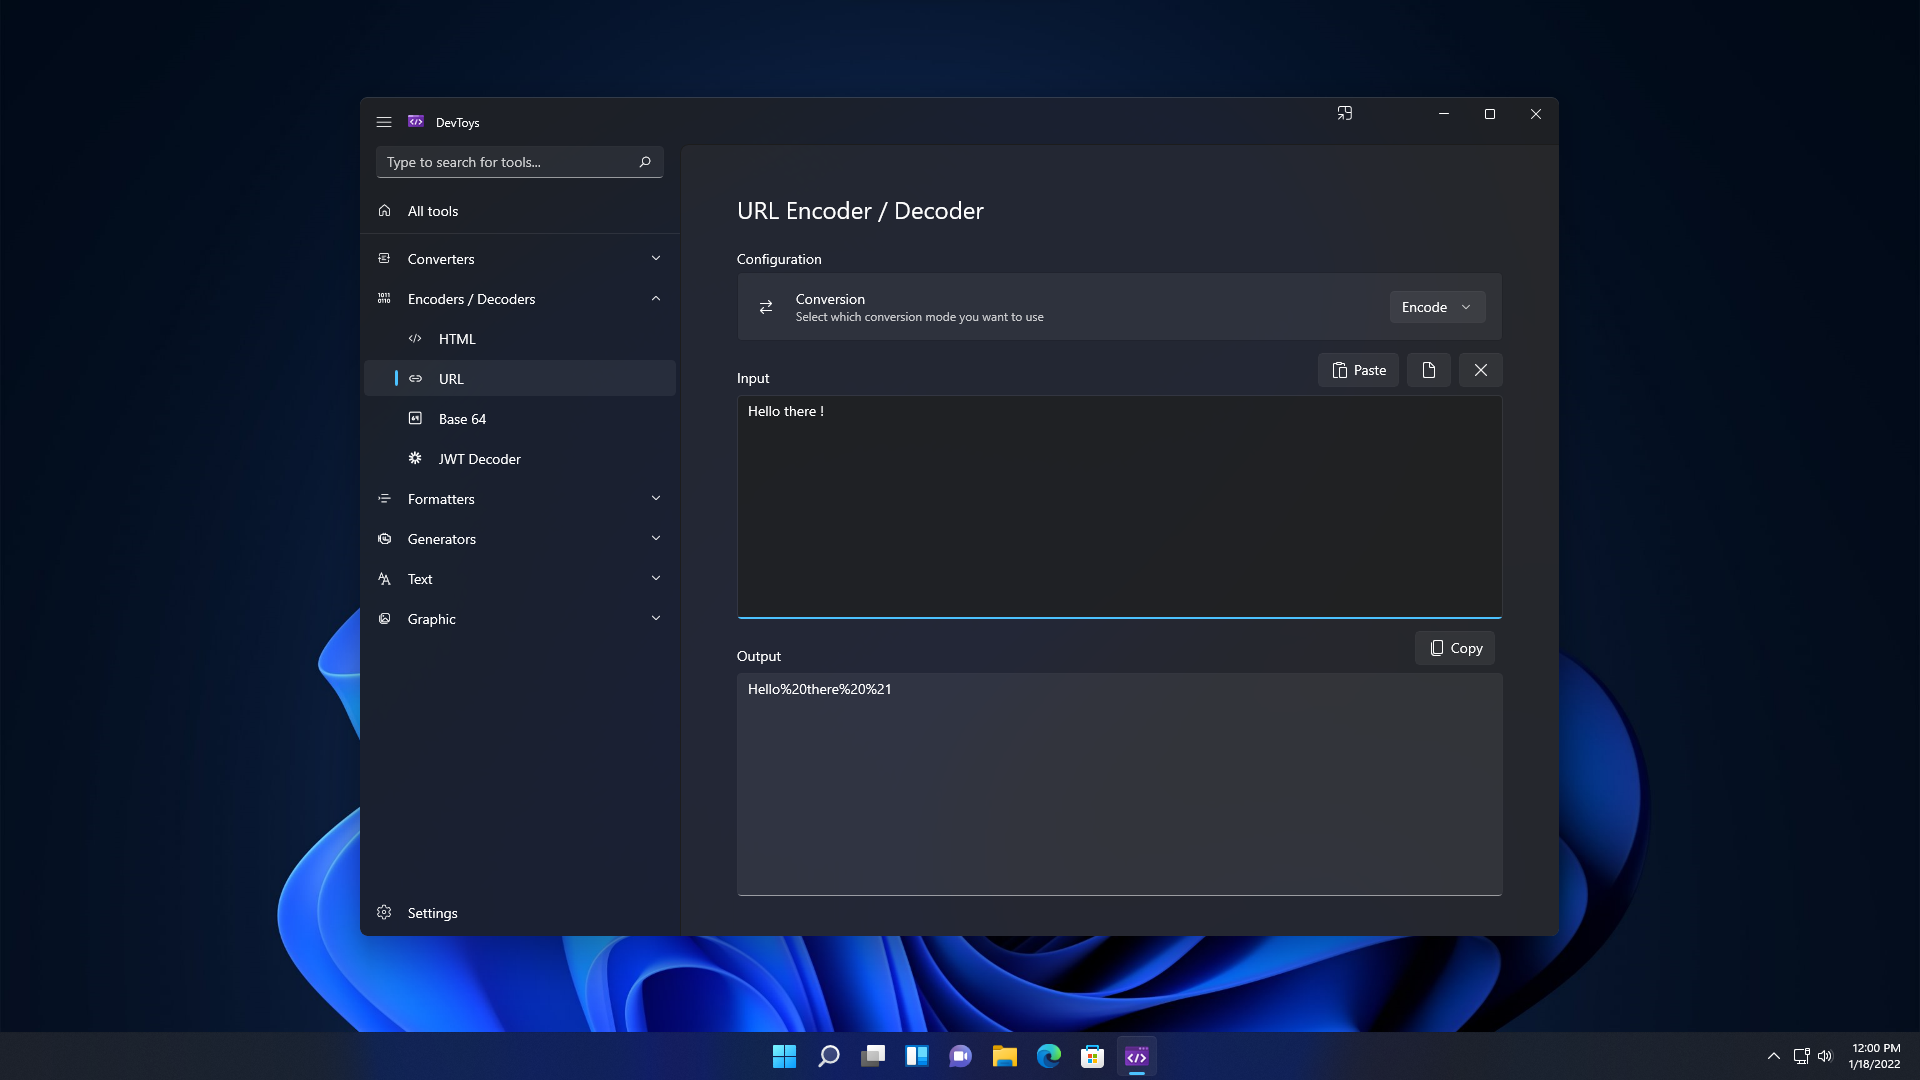 DevToys
Type to search for tools...
All tools
Converters
Encoders / Decoders
HTML
URL
Base 64
JWT Decoder
Formatters
Generators
Text
Graphic
Settings
URL Encoder / Decoder
Configuration
Conversion
Select which conversion mode you want to use
Encode
Input
Paste
Hello there !
Output
Copy
Hello%20there%20%21
12:00 PM
1/18/2022